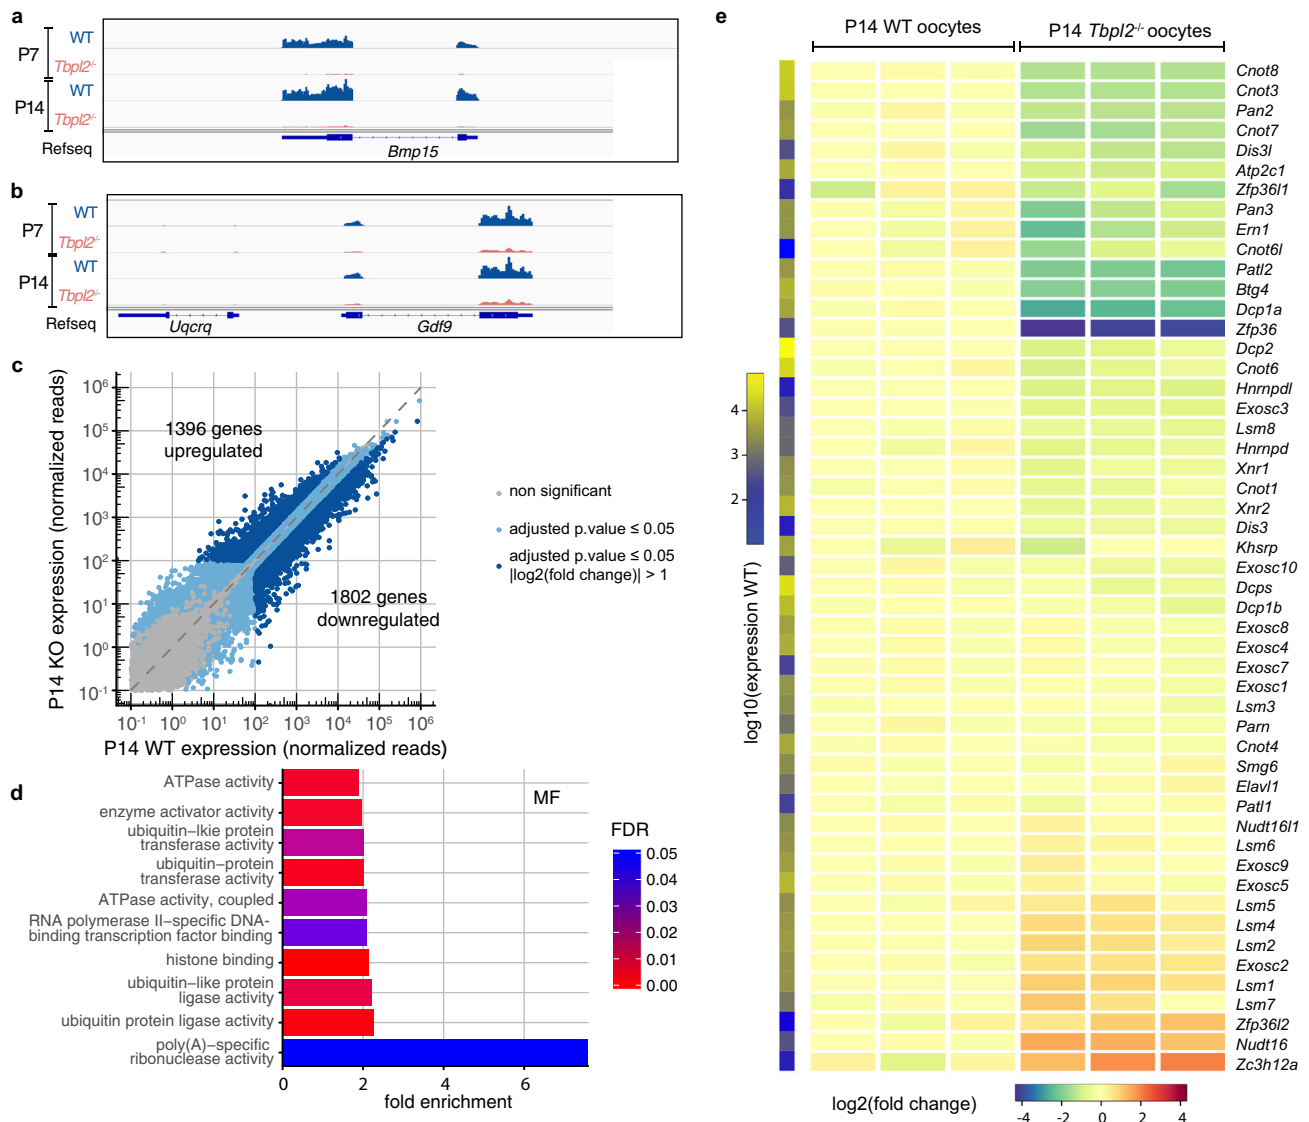 a
P7
WT
Tbpl2-/-
P14
WT
Tbpl2-/-
Refseq
Bmp15
b
P7
WT
Tbpl2-/-
P14
WT
Tbpl2-/-
Refseq
Uqcrq
Gdf9
c
P14 KO expression (normalized reads)
10^6
10^5
10^4
10^3
10^2
10^1
10^0
10^-1
1396 genes
upregulated
1802 genes
downregulated
10^-1 10^0 10^1 10^2 10^3 10^4 10^5 10^6
P14 WT expression (normalized reads)
non significant
adjusted p.value ≤ 0.05
adjusted p.value ≤ 0.05
|log2(fold change)| > 1
d
MF
ATPase activity
enzyme activator activity
ubiquitin−lkie protein
transferase activity
ubiquitin−protein
transferase activity
ATPase activity, coupled
RNA polymerase II−specific DNA-
binding transcription factor binding
histone binding
ubiquitin−like protein
ligase activity
ubiquitin protein ligase activity
poly(A)−specific
ribonuclease activity
0 2 4 6
fold enrichment
FDR
0.05
0.04
0.03
0.02
0.01
0.00
e
P14 WT oocytes
P14 Tbpl2-/- oocytes
log10(expression WT)
4
3
2
Cnot8
Cnot3
Pan2
Cnot7
Dis3l
Atp2c1
Zfp36l1
Pan3
Ern1
Cnot6l
Patl2
Btg4
Dcp1a
Zfp36
Dcp2
Cnot6
Hnrnpdl
Exosc3
Lsm8
Hnrnpd
Xnr1
Cnot1
Xnr2
Dis3
Khsrp
Exosc10
Dcps
Dcp1b
Exosc8
Exosc4
Exosc7
Exosc1
Lsm3
Parn
Cnot4
Smg6
Elavl1
Patl1
Nudt16l1
Lsm6
Exosc9
Exosc5
Lsm5
Lsm4
Lsm2
Exosc2
Lsm1
Lsm7
Zfp36l2
Nudt16
Zc3h12a
log2(fold change)
-4 -2 0 2 4